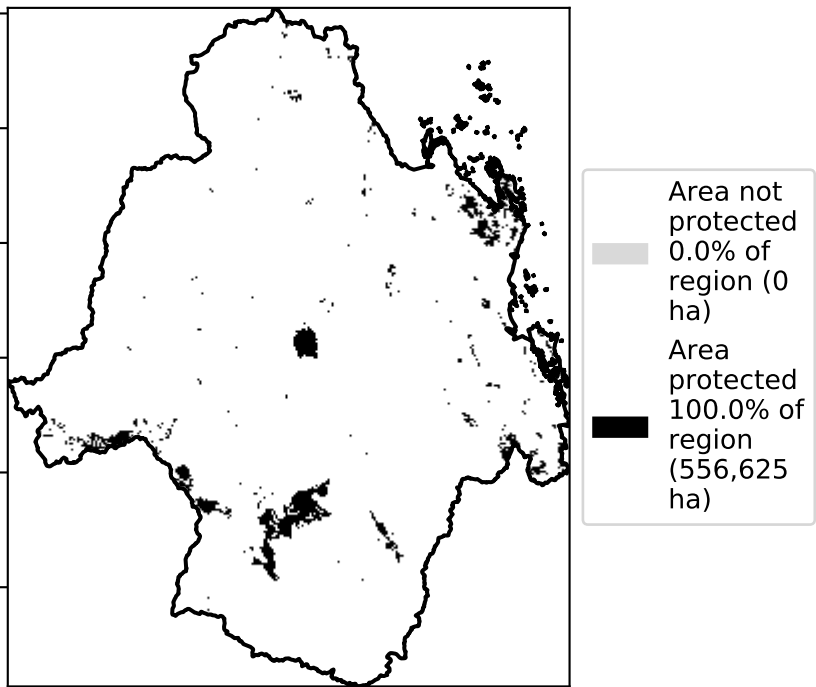 Area not
protected
0.0% of
region (0
ha)
Area
protected
100.0% of
region
(556,625
ha)